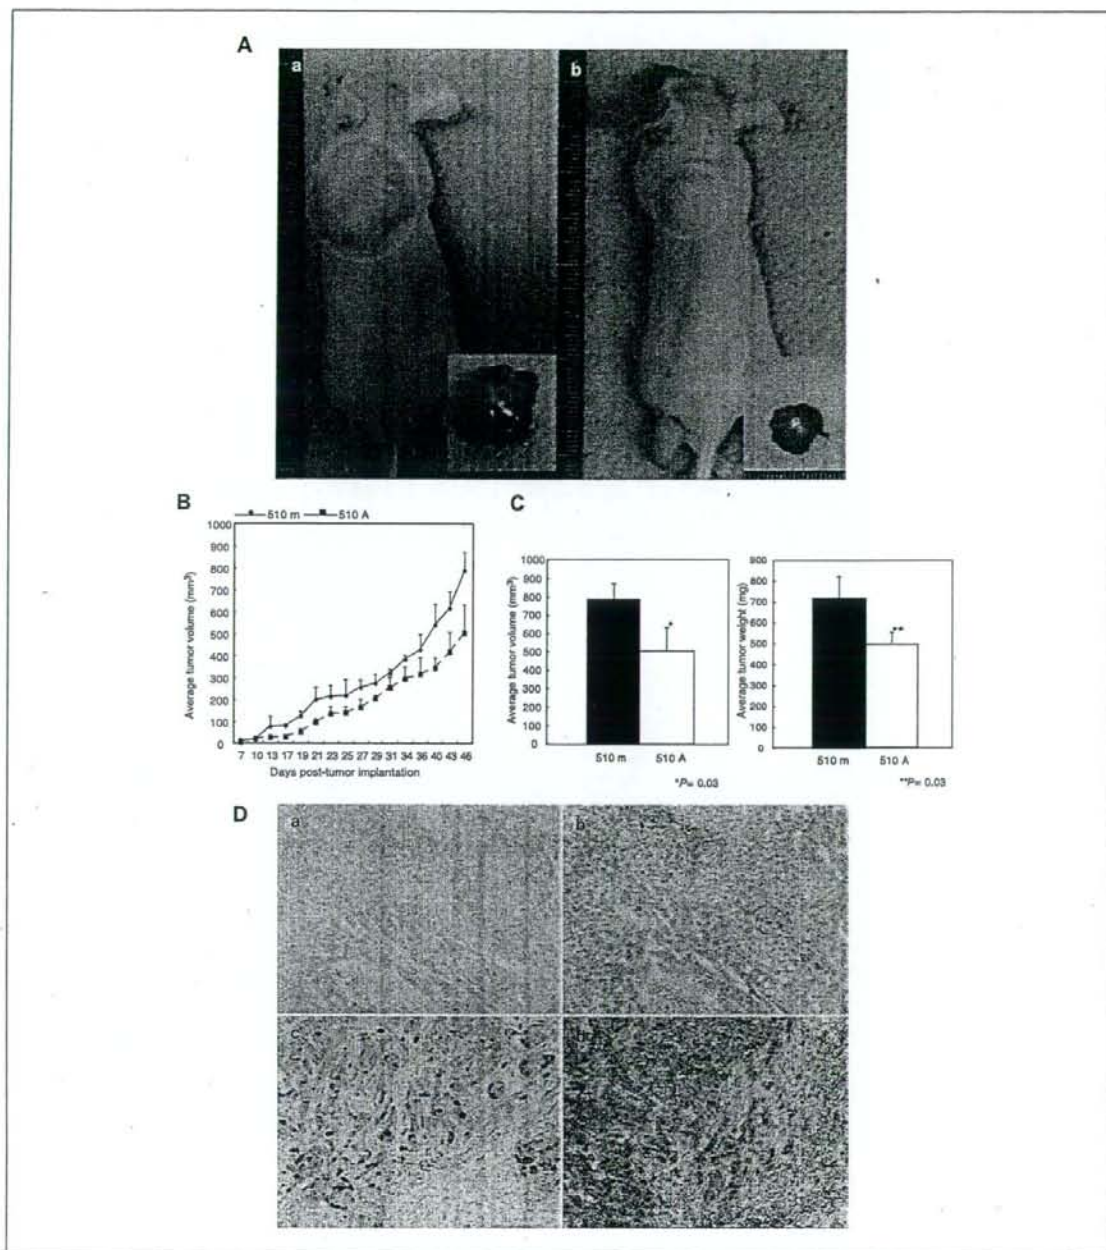 A
a
b
B
510 m 510 A
1000
900
800
700
600
500
400
300
200
100
0
Average tumor volume (mm³)
7 10 13 17 19 21 23 25 27 29 31 34 36 40 43 46
Days post-tumor implantation
C
1000
900
800
700
600
500
400
300
200
100
0
Average tumor volume (mm³)
*
510 m 510 A
*P= 0.03
900
800
700
600
500
400
300
200
100
0
Average tumor weight (mg)
**
510 m 510 A
**P= 0.03
D
a
b
c